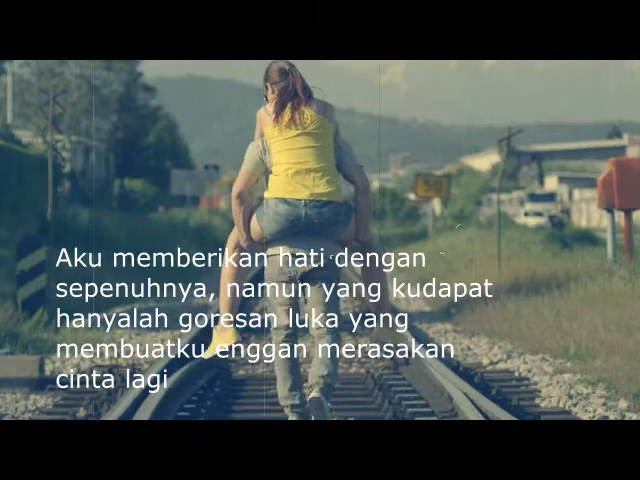 Aku memberikan hati dengan
sepenuhnya, namun yang kudapat
hanyalah goresan luka yang
membuatku enggan merasakan
cinta lagi